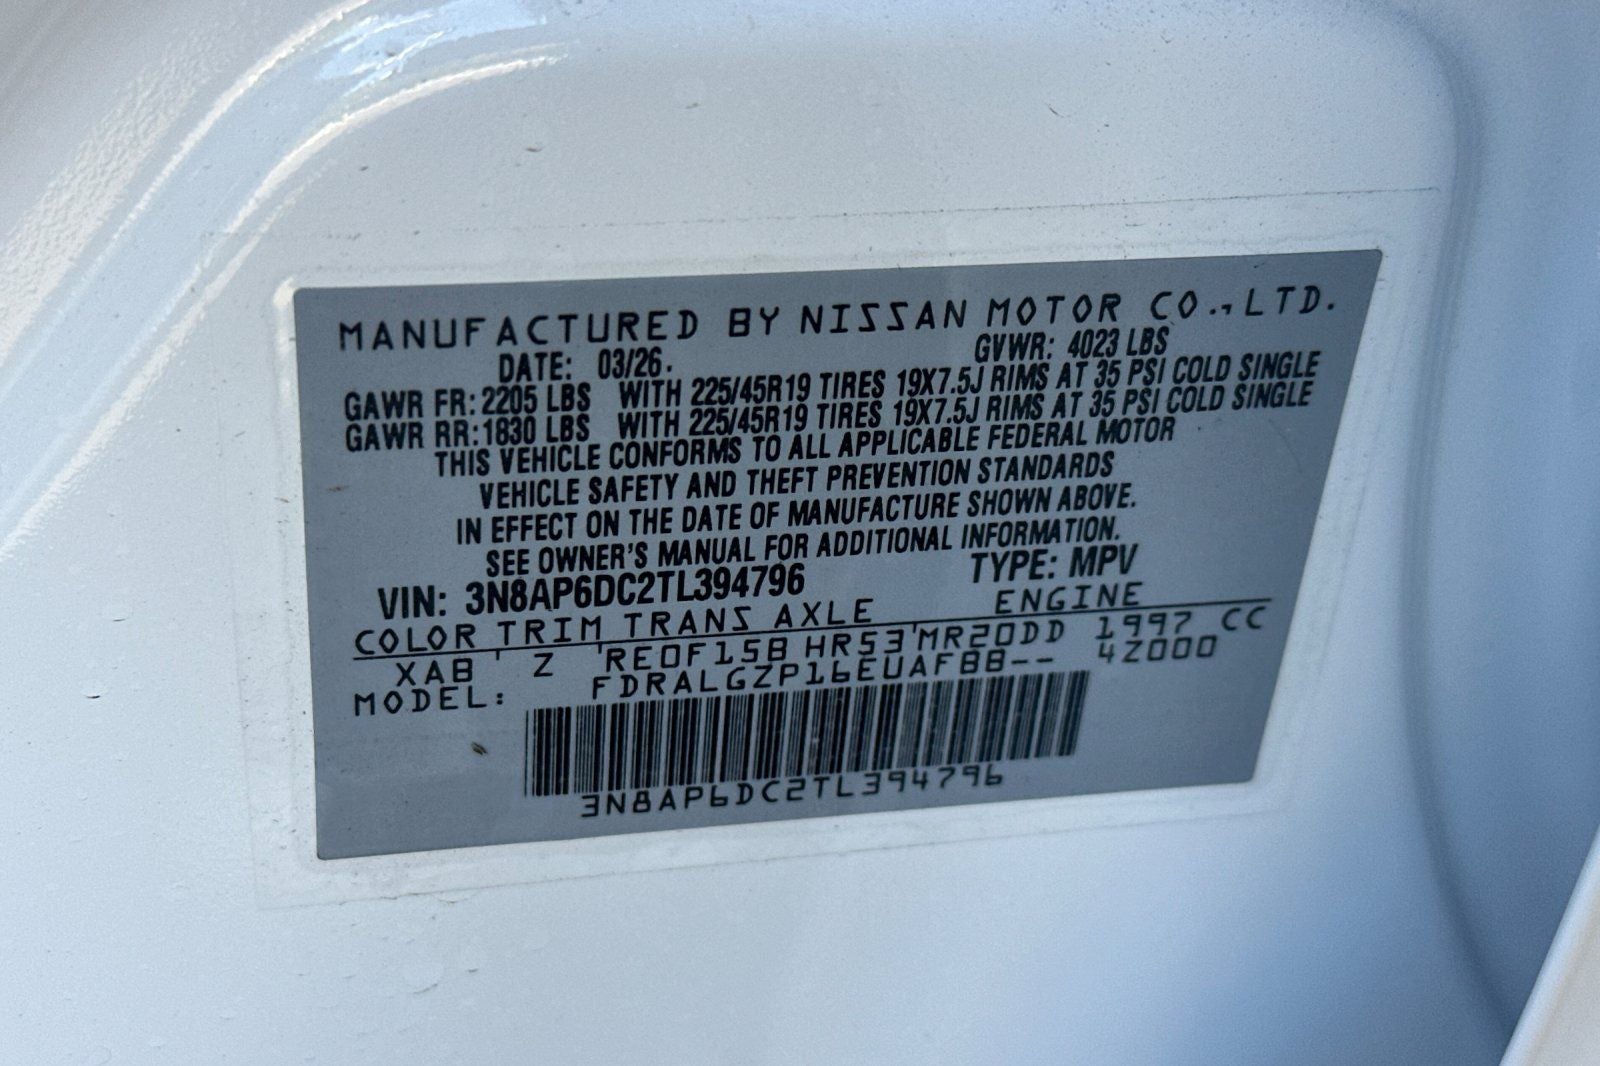 MANUFACTURED BY NISSAN MOTOR CO., LTD.
DATE: 03/26. GVWR: 4023 LBS
GAWR FR: 2205 LBS WITH 225/45R19 TIRES 19X7.5J RIMS AT 35 PSI COLD SINGLE
GAWR RR: 1830 LBS WITH 225/45R19 TIRES 19X7.5J RIMS AT 35 PSI COLD SINGLE
THIS VEHICLE CONFORMS TO ALL APPLICABLE FEDERAL MOTOR
VEHICLE SAFETY AND THEFT PREVENTION STANDARDS
IN EFFECT ON THE DATE OF MANUFACTURE SHOWN ABOVE.
SEE OWNER'S MANUAL FOR ADDITIONAL INFORMATION.
VIN: 3N8AP6DC2TL394796 TYPE: MPV
COLOR TRIM TRANS AXLE ENGINE
XAB Z RE0F15B HR53 MR20DD 1997 CC
MODEL: FDRALGZP16EUAFBB-- 4Z000
3N8AP6DC2TL394796